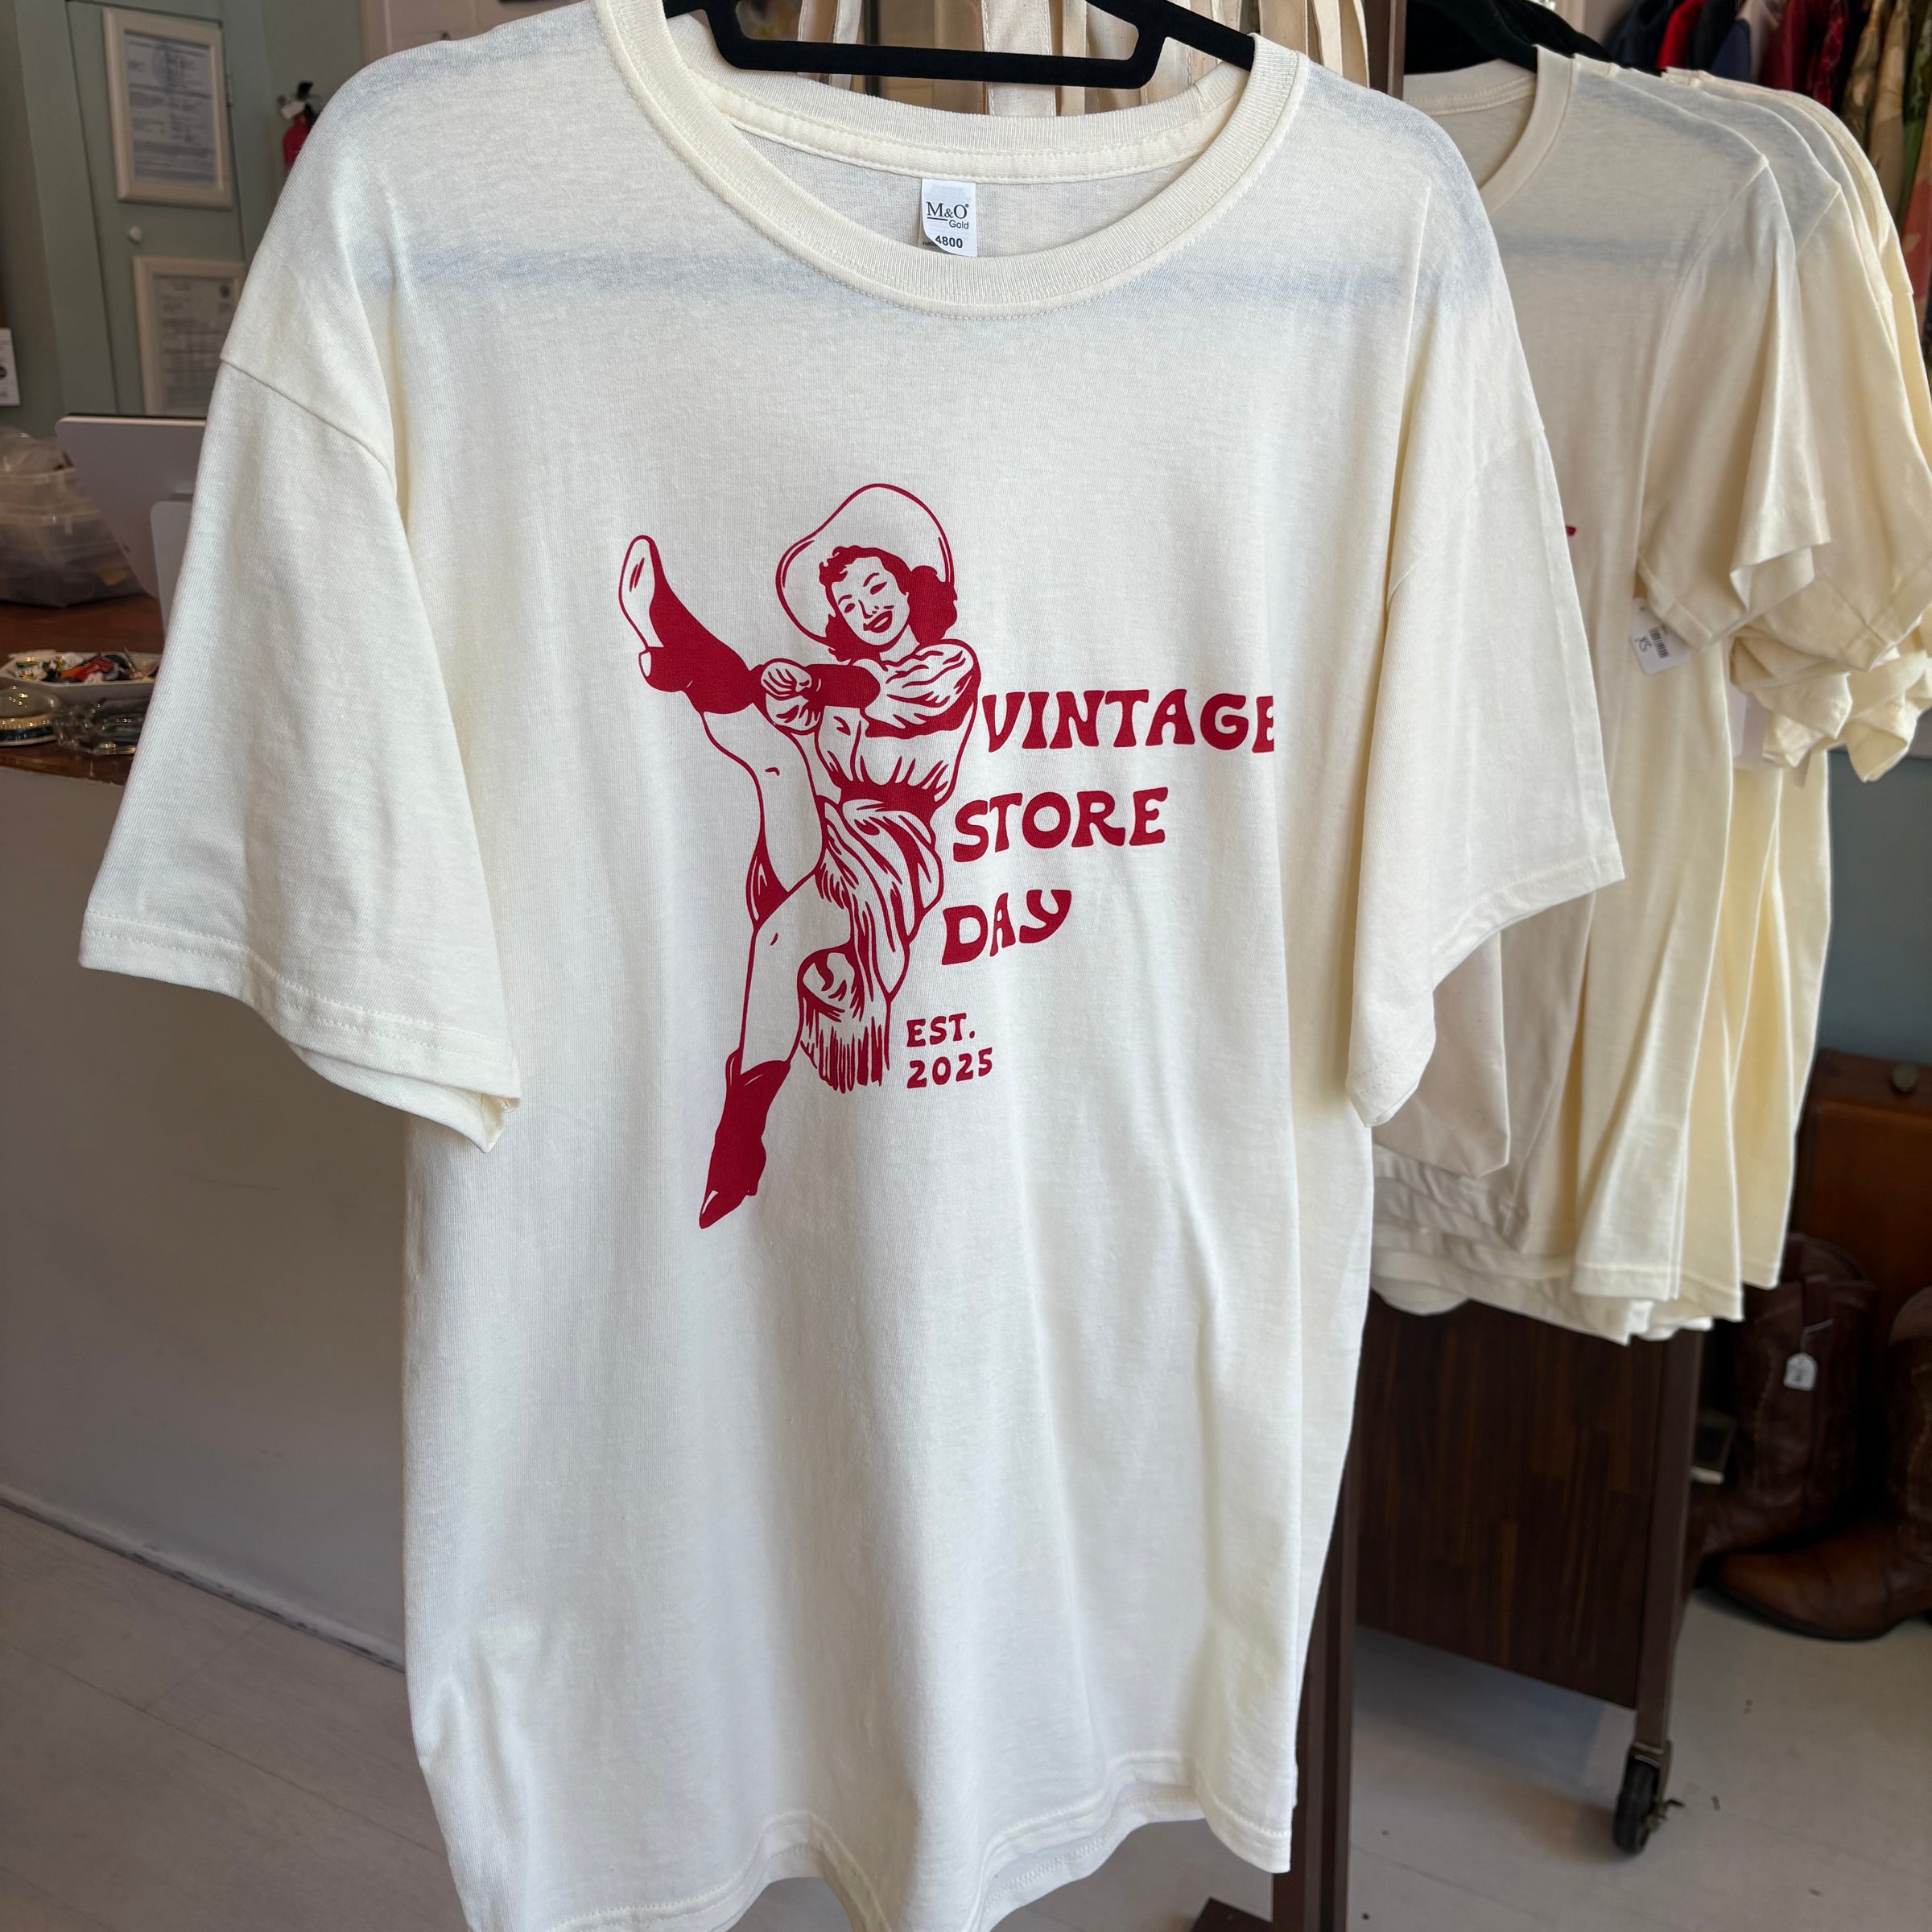 M&O®
Gold
4800
VINTAGE
STORE
DAY
EST.
2025